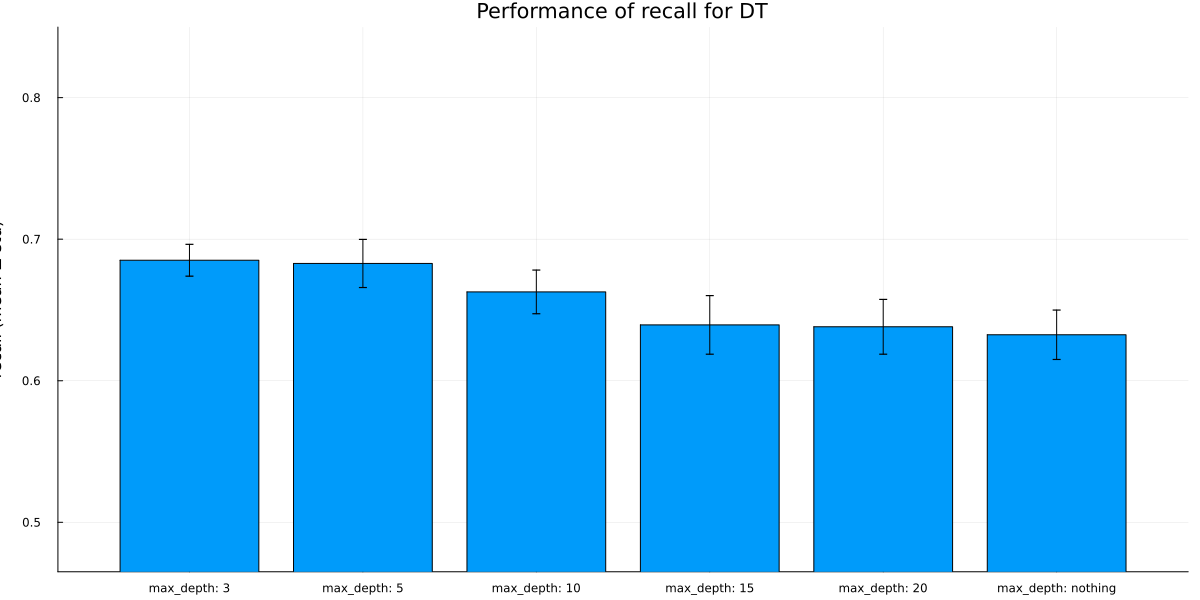 Performance of recall for DT
0.8
0.7
0.6
0.5
max_depth: 3
max_depth: 5
max_depth: 10
max_depth: 15
max_depth: 20
max_depth: nothing